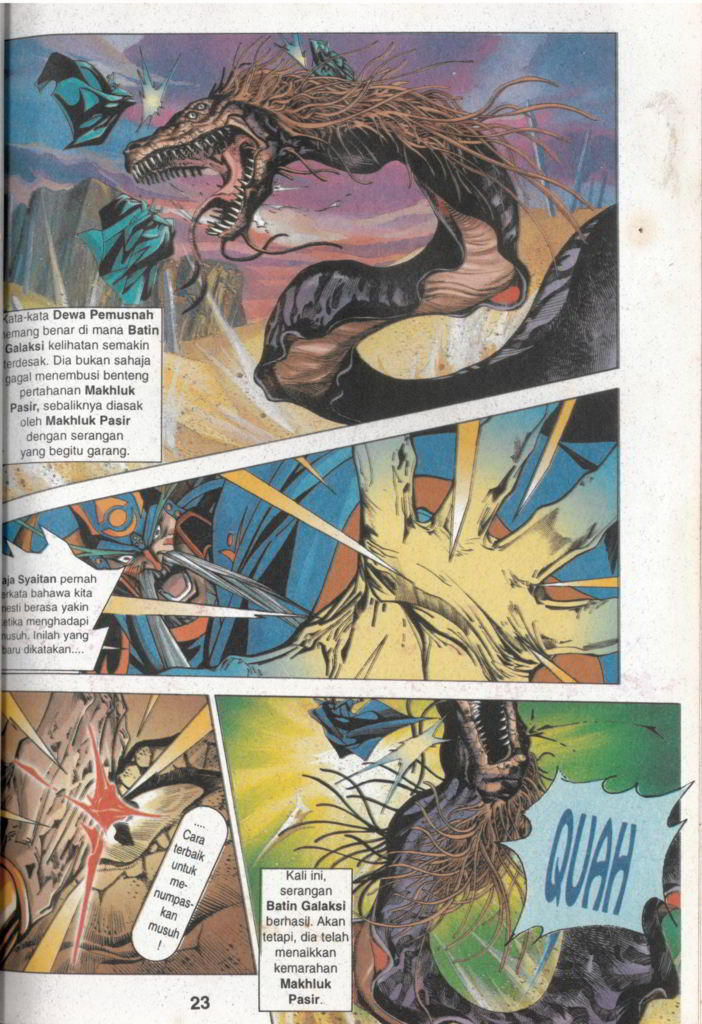 Kata-kata Dewa Pemusnah
emang benar di mana Batin
Galaksi kelihatan semakin
terdesak. Dia bukan sahaja
gagal menembusi benteng
pertahanan Makhluk
Pasir, sebaliknya diasak
oleh Makhluk Pasir
dengan serangan
yang begitu garang.
aja Syaitan pernah
erkata bahawa kita
mesti berasa yakin
etika menghadapi
musuh. Inilah yang
baru dikatakan....
....
Cara
terbaik
untuk
me-
numpas-
kan
musuh
!
QUAH
Kali ini,
serangan
Batin Galaksi
berhasil. Akan
tetapi, dia telah
menaikkan
kemarahan
Makhluk
Pasir.
23